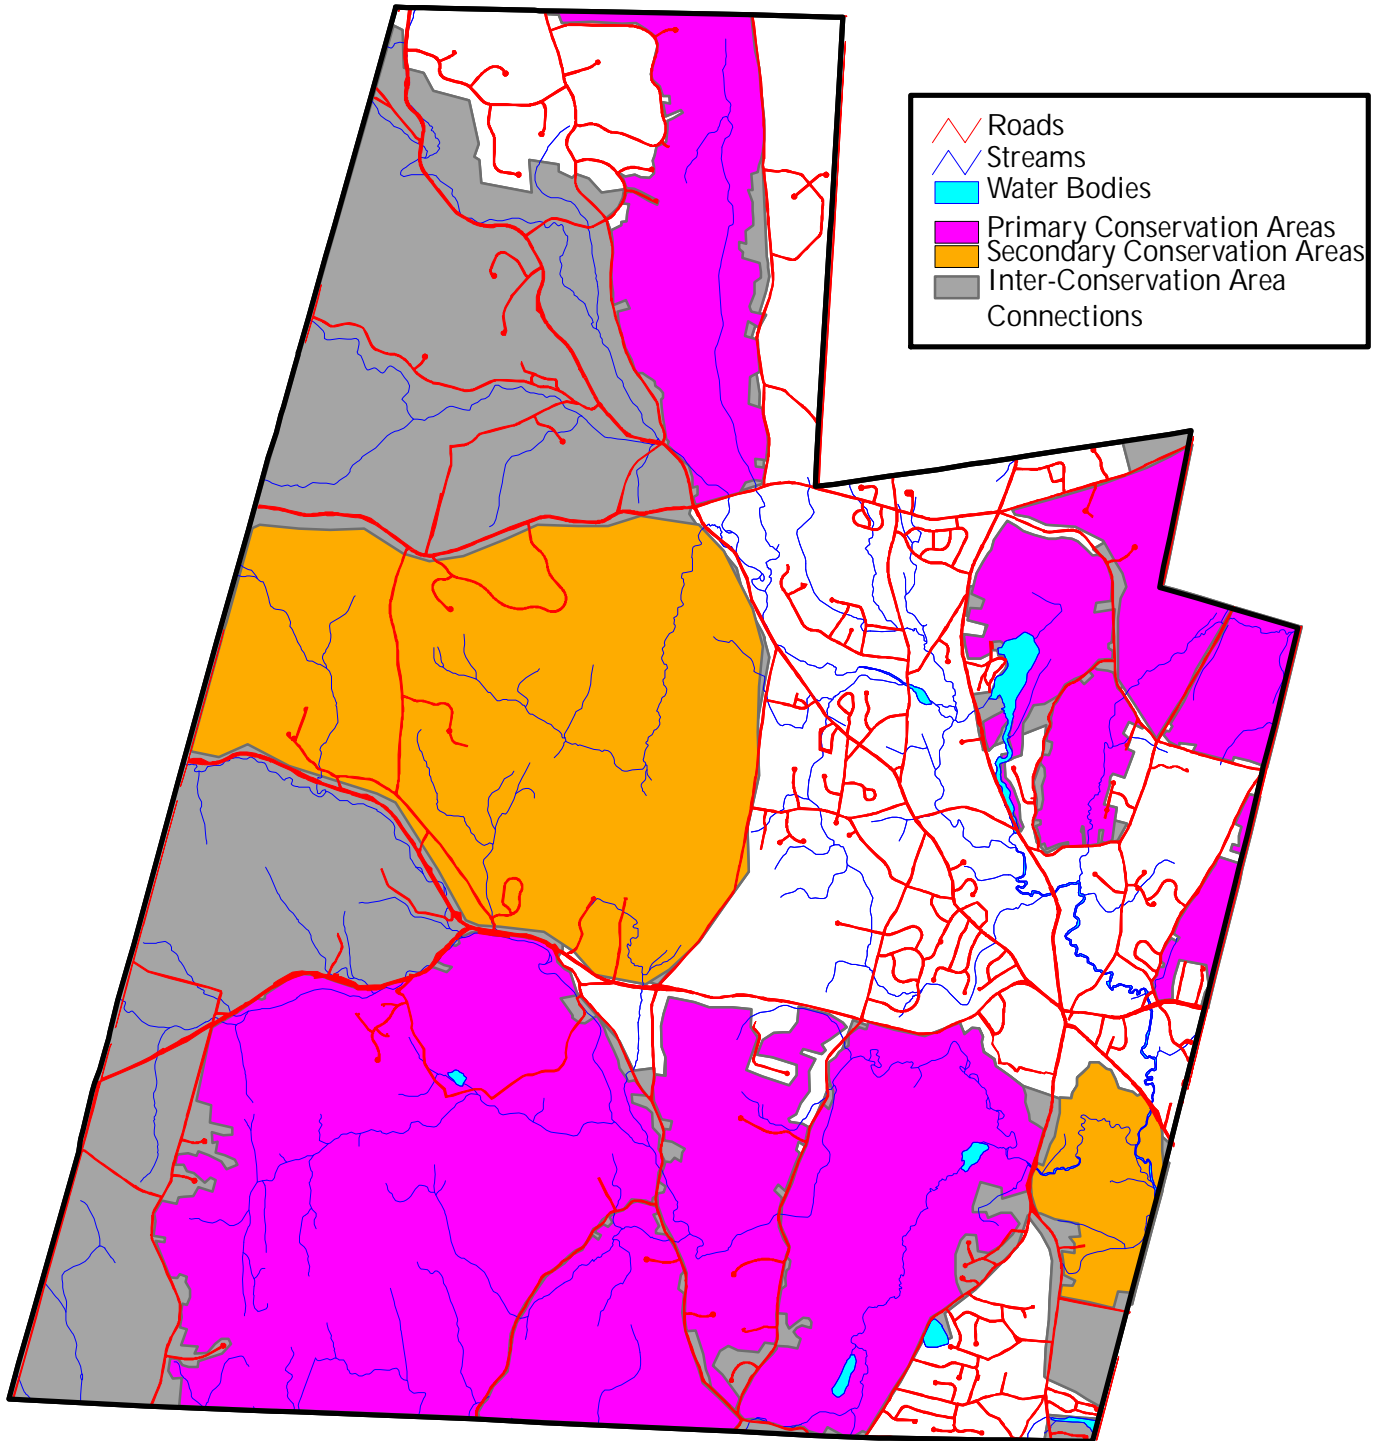 Roads
Streams
Water Bodies
Primary Conservation Areas
Secondary Conservation Areas
Inter-Conservation Area
Connections